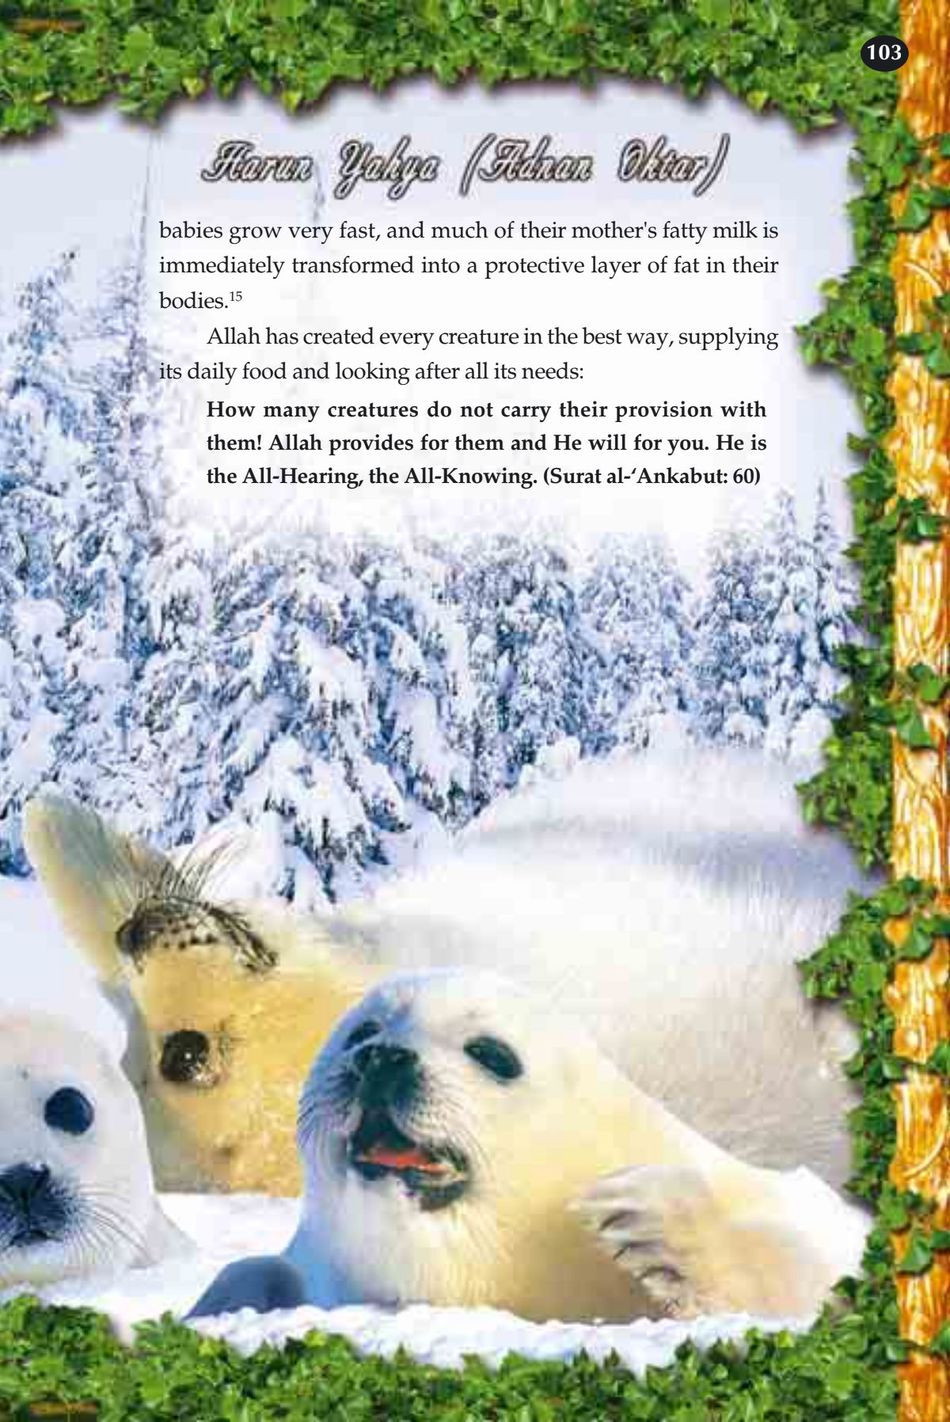 103
Harun Yahya (Adnan Oktar)
babies grow very fast, and much of their mother's fatty milk is
immediately transformed into a protective layer of fat in their
bodies.15
Allah has created every creature in the best way, supplying
its daily food and looking after all its needs:
How many creatures do not carry their provision with
them! Allah provides for them and He will for you. He is
the All-Hearing, the All-Knowing. (Surat al-‘Ankabut: 60)